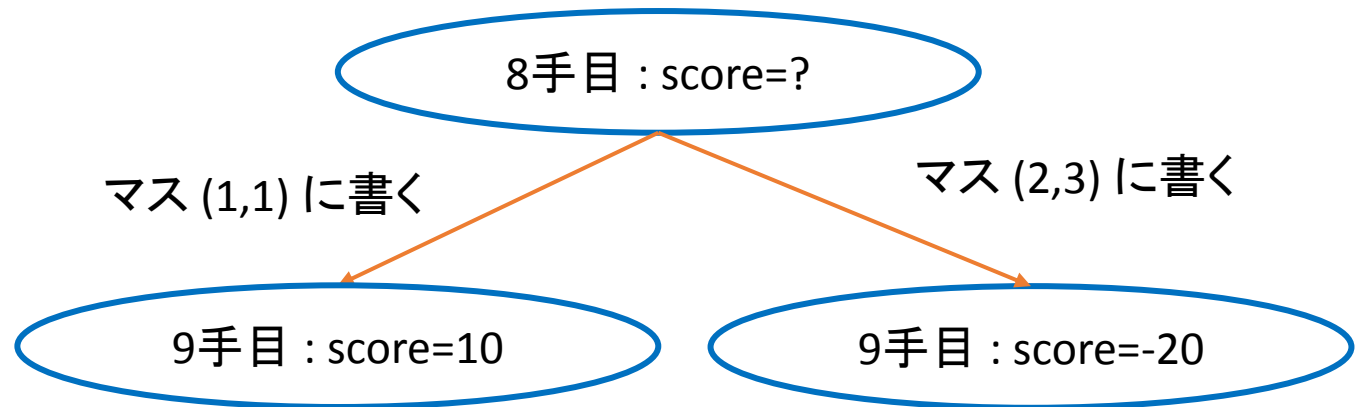 8手目 : score=?
マス (1,1) に書く
マス (2,3) に書く
9手目 : score=10
9手目 : score=-20